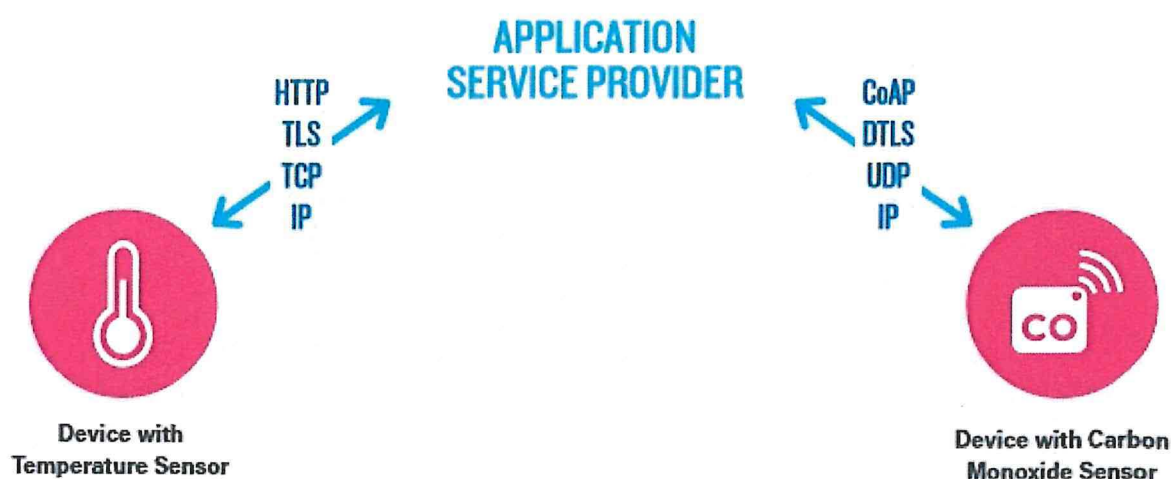 APPLICATION
SERVICE PROVIDER
HTTP
TLS
TCP
IP
CoAP
DTLS
UDP
IP
CO
Device with
Temperature Sensor
Device with Carbon
Monoxide Sensor